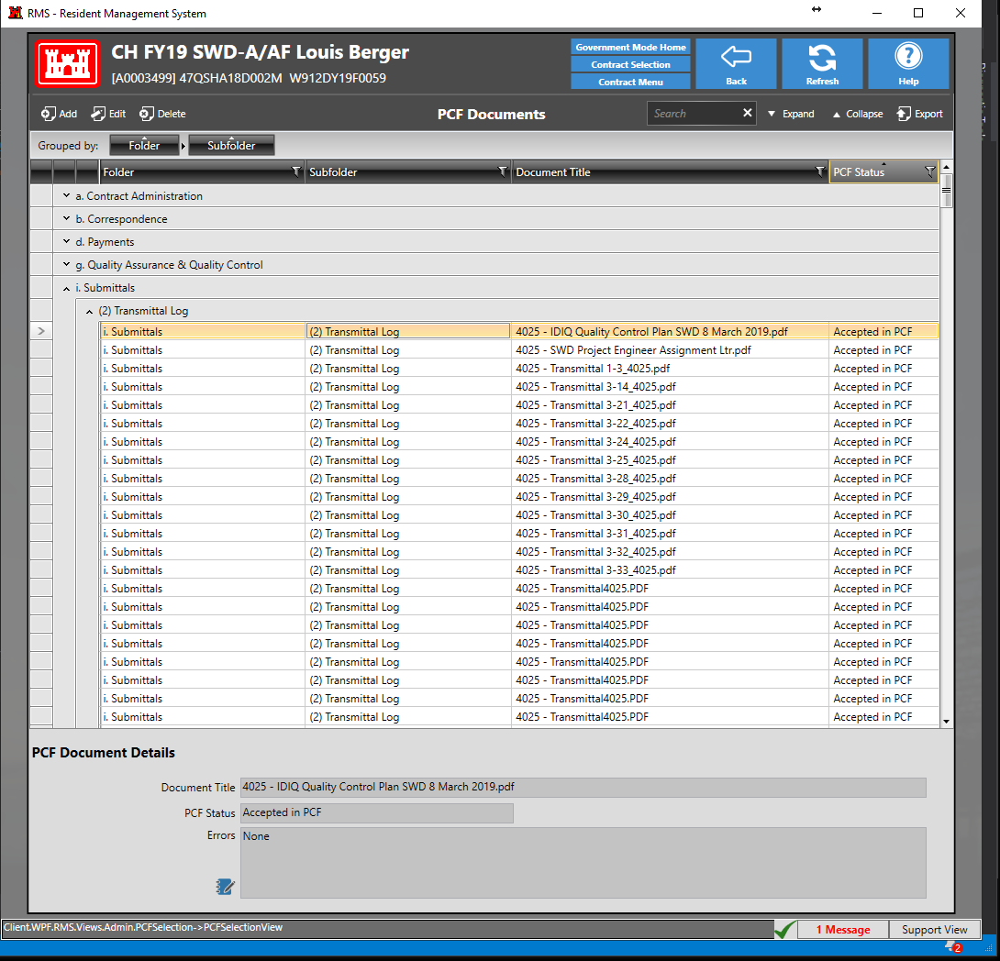 RMS - Resident Management System
CH FY19 SWD-A/AF Louis Berger
[A0003499] 47QSHA18D002M W912DY19F0059
Government Mode Home
Contract Selection
Contract Menu
Back
Refresh
Help
Add Edit Delete
PCF Documents
Search
Expand Collapse Export
Grouped by: Folder Subfolder
Folder Subfolder Document Title PCF Status
a. Contract Administration
b. Correspondence
d. Payments
g. Quality Assurance & Quality Control
i. Submittals
(2) Transmittal Log
i. Submittals (2) Transmittal Log 4025 - IDIQ Quality Control Plan SWD 8 March 2019.pdf Accepted in PCF
i. Submittals (2) Transmittal Log 4025 - SWD Project Engineer Assignment Ltr.pdf Accepted in PCF
i. Submittals (2) Transmittal Log 4025 - Transmittal 1-3_4025.pdf Accepted in PCF
i. Submittals (2) Transmittal Log 4025 - Transmittal 3-14_4025.pdf Accepted in PCF
i. Submittals (2) Transmittal Log 4025 - Transmittal 3-21_4025.pdf Accepted in PCF
i. Submittals (2) Transmittal Log 4025 - Transmittal 3-22_4025.pdf Accepted in PCF
i. Submittals (2) Transmittal Log 4025 - Transmittal 3-24_4025.pdf Accepted in PCF
i. Submittals (2) Transmittal Log 4025 - Transmittal 3-25_4025.pdf Accepted in PCF
i. Submittals (2) Transmittal Log 4025 - Transmittal 3-28_4025.pdf Accepted in PCF
i. Submittals (2) Transmittal Log 4025 - Transmittal 3-29_4025.pdf Accepted in PCF
i. Submittals (2) Transmittal Log 4025 - Transmittal 3-30_4025.pdf Accepted in PCF
i. Submittals (2) Transmittal Log 4025 - Transmittal 3-31_4025.pdf Accepted in PCF
i. Submittals (2) Transmittal Log 4025 - Transmittal 3-32_4025.pdf Accepted in PCF
i. Submittals (2) Transmittal Log 4025 - Transmittal 3-33_4025.pdf Accepted in PCF
i. Submittals (2) Transmittal Log 4025 - Transmittal4025.PDF Accepted in PCF
i. Submittals (2) Transmittal Log 4025 - Transmittal4025.PDF Accepted in PCF
i. Submittals (2) Transmittal Log 4025 - Transmittal4025.PDF Accepted in PCF
i. Submittals (2) Transmittal Log 4025 - Transmittal4025.PDF Accepted in PCF
i. Submittals (2) Transmittal Log 4025 - Transmittal4025.PDF Accepted in PCF
i. Submittals (2) Transmittal Log 4025 - Transmittal4025.PDF Accepted in PCF
i. Submittals (2) Transmittal Log 4025 - Transmittal4025.PDF Accepted in PCF
i. Submittals (2) Transmittal Log 4025 - Transmittal4025.PDF Accepted in PCF
PCF Document Details
Document Title 4025 - IDIQ Quality Control Plan SWD 8 March 2019.pdf
PCF Status Accepted in PCF
Errors None
Client.WPF.RMS.Views.Admin.PCFSelection->PCFSelectionView
1 Message
Support View
2